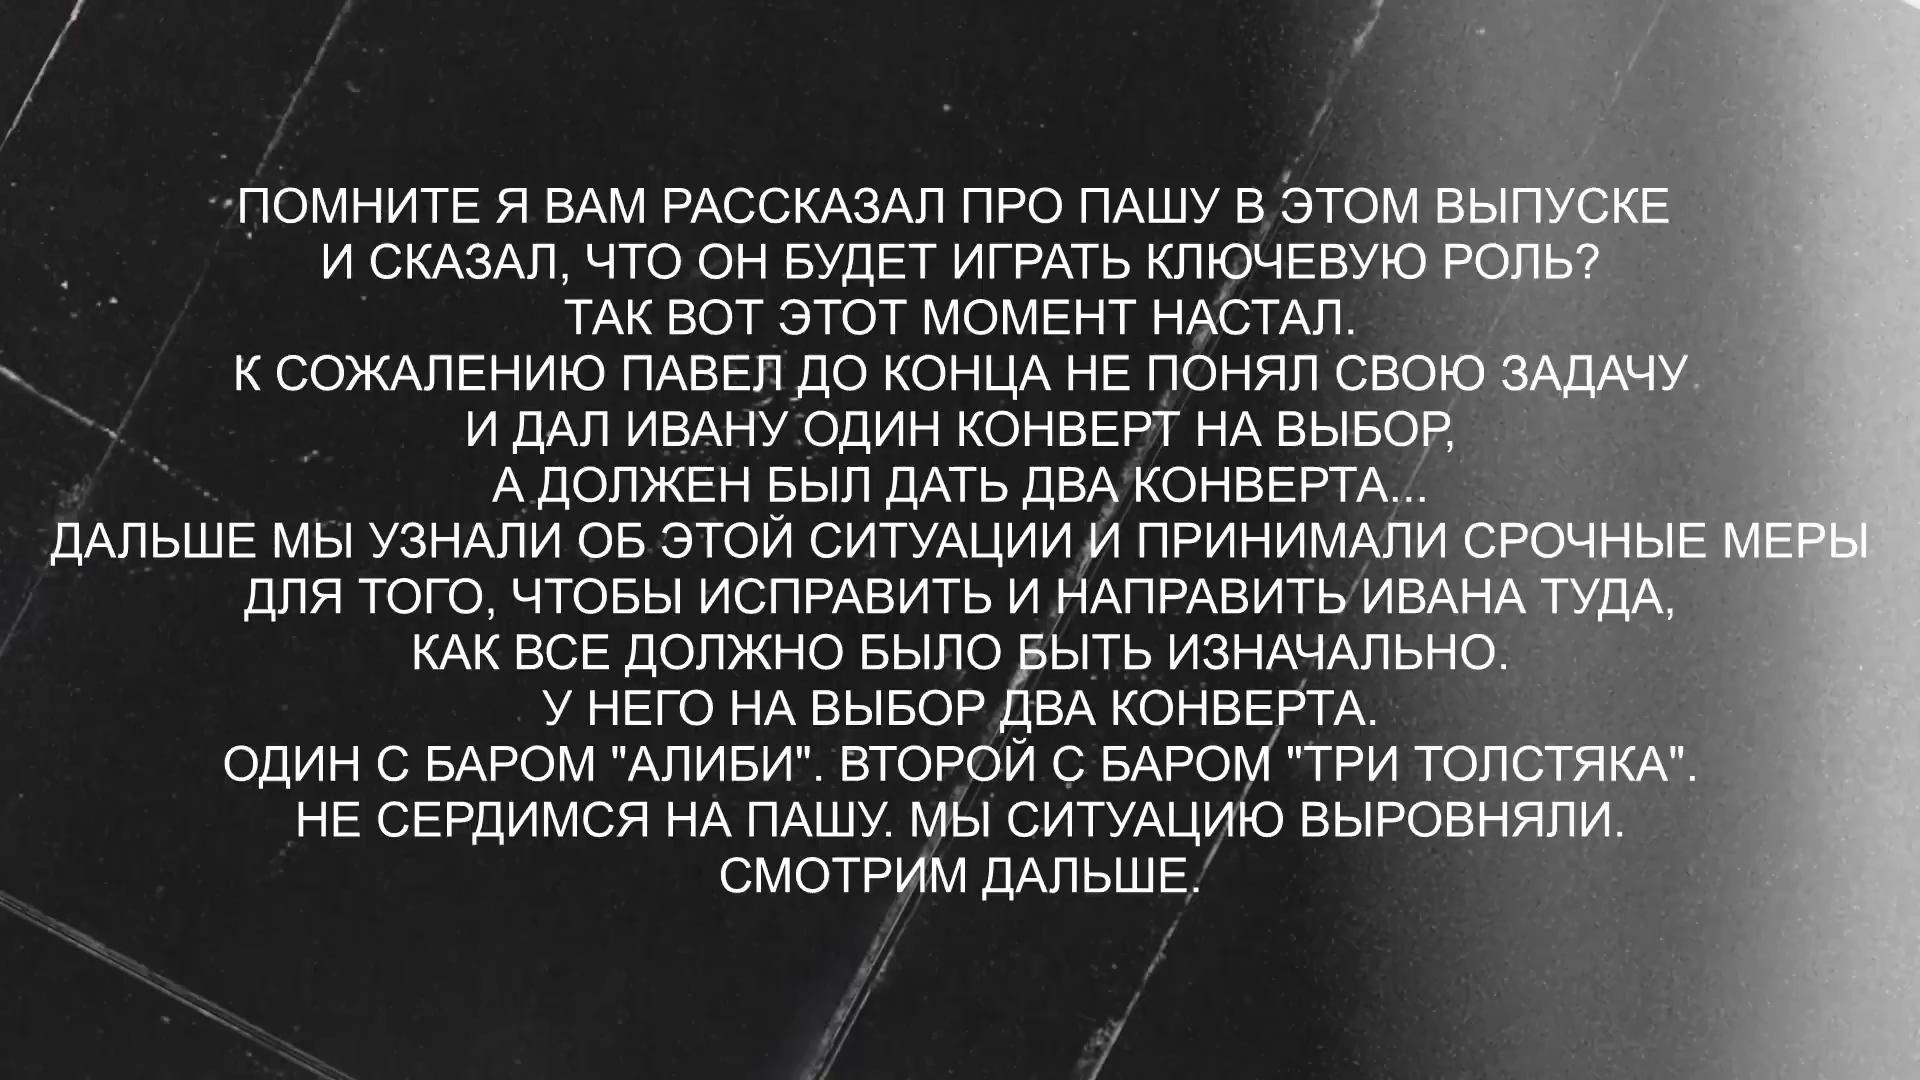 ПОМНИТЕ Я ВАМ РАССКАЗАЛ ПРО ПАШУ В ЭТОМ ВЫПУСКЕ
И СКАЗАЛ, ЧТО ОН БУДЕТ ИГРАТЬ КЛЮЧЕВУЮ РОЛЬ?
ТАК ВОТ ЭТОТ МОМЕНТ НАСТАЛ.
К СОЖАЛЕНИЮ ПАВЕЛ ДО КОНЦА НЕ ПОНЯЛ СВОЮ ЗАДАЧУ
И ДАЛ ИВАНУ ОДИН КОНВЕРТ НА ВЫБОР,
А ДОЛЖЕН БЫЛ ДАТЬ ДВА КОНВЕРТА...
ДАЛЬШЕ МЫ УЗНАЛИ ОБ ЭТОЙ СИТУАЦИИ И ПРИНИМАЛИ СРОЧНЫЕ МЕРЫ
ДЛЯ ТОГО, ЧТОБЫ ИСПРАВИТЬ И НАПРАВИТЬ ИВАНА ТУДА,
КАК ВСЕ ДОЛЖНО БЫЛО БЫТЬ ИЗНАЧАЛЬНО.
У НЕГО НА ВЫБОР ДВА КОНВЕРТА.
ОДИН С БАРОМ "АЛИБИ". ВТОРОЙ С БАРОМ "ТРИ ТОЛСТЯКА".
НЕ СЕРДИМСЯ НА ПАШУ. МЫ СИТУАЦИЮ ВЫРОВНЯЛИ.
СМОТРИМ ДАЛЬШЕ.